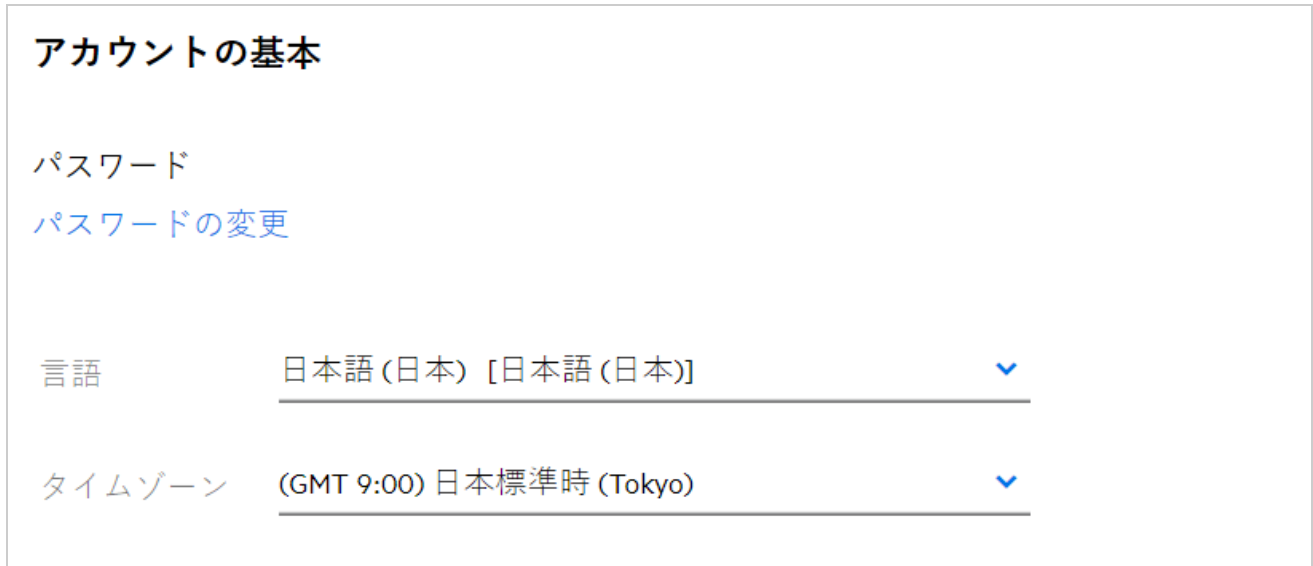 アカウントの基本
パスワード
パスワードの変更
言語 日本語 (日本) [日本語 (日本)]
タイムゾーン (GMT 9:00) 日本標準時 (Tokyo)